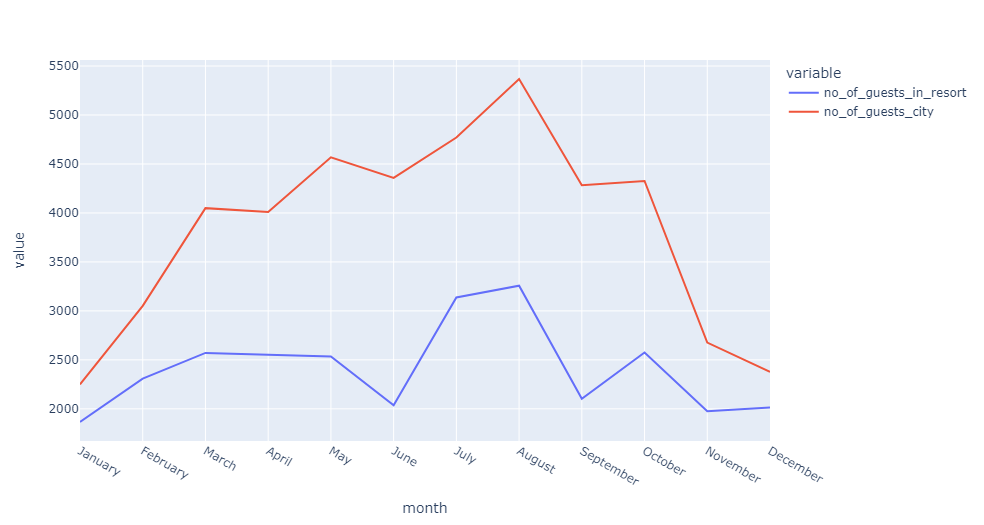 variable
no_of_guests_in_resort
no_of_guests_city
value
5500
5000
4500
4000
3500
3000
2500
2000
January
February
March
April
May
June
July
August
September
October
November
December
month